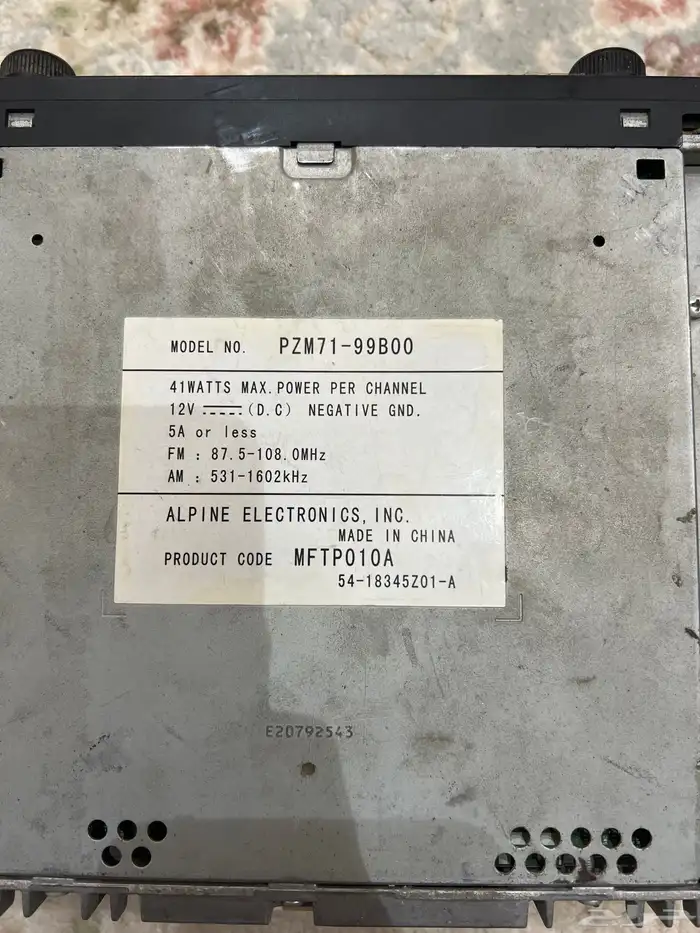 MODEL NO. PZM71-99B00
41WATTS MAX. POWER PER CHANNEL
12V (D.C) NEGATIVE GND.
5A or less
FM : 87.5-108.0MHz
AM : 531-1602kHz
ALPINE ELECTRONICS, INC.
MADE IN CHINA
PRODUCT CODE MFTP010A
54-18345Z01-A
E20792543